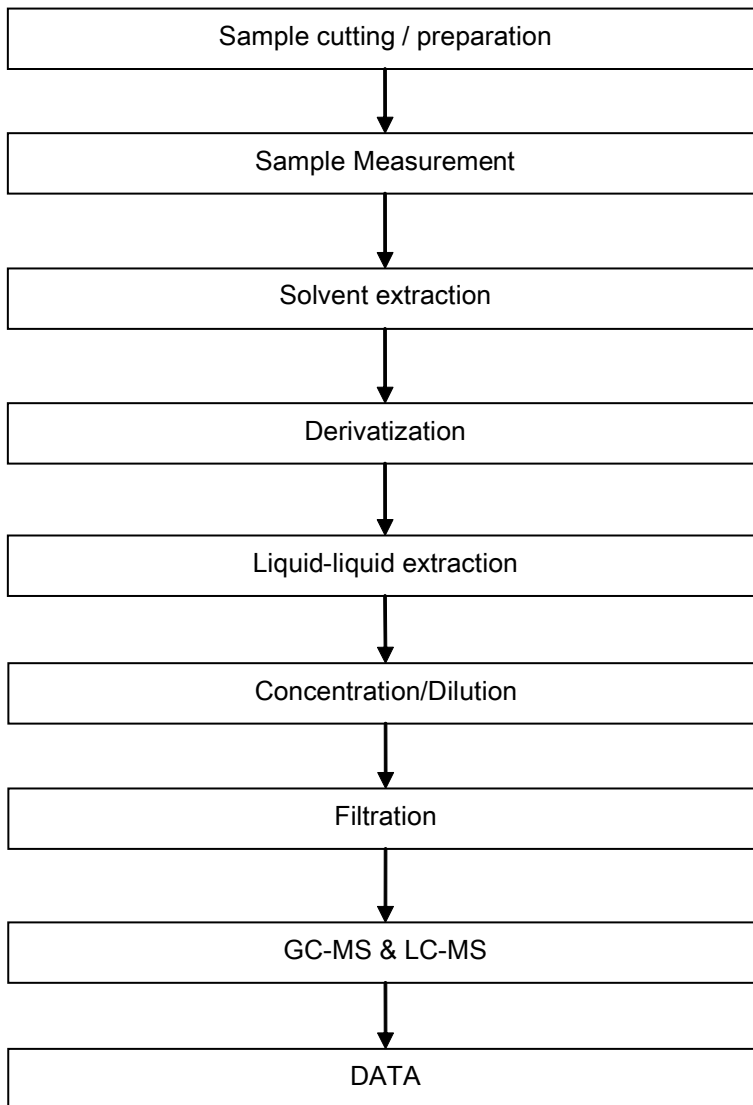 Sample cutting / preparation
Sample Measurement
Solvent extraction
Derivatization
Liquid-liquid extraction
Concentration/Dilution
Filtration
GC-MS & LC-MS
DATA